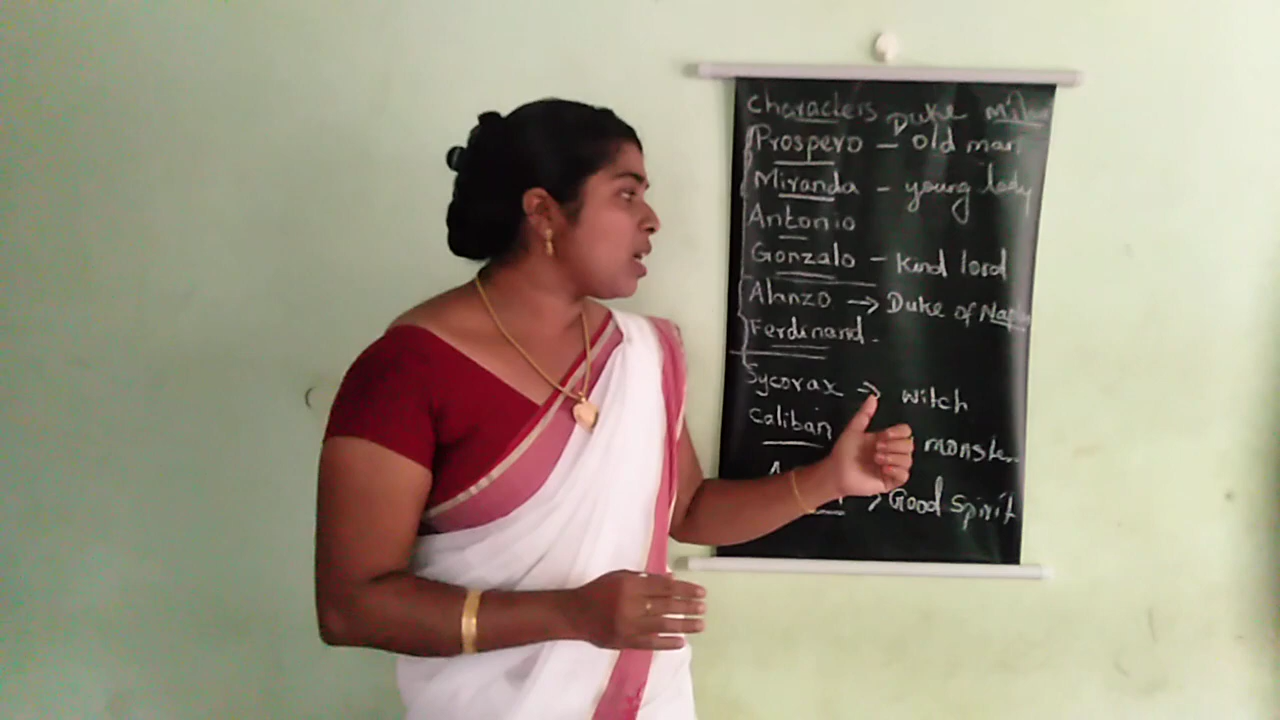 Characters Duke Milan
Prospero – old man
Miranda – young lady
Antonio
Gonzalo – Kind lord
Alanzo → Duke of Naples
Ferdinand.
Sycorax → witch
Caliban monster
→ Good Spirit